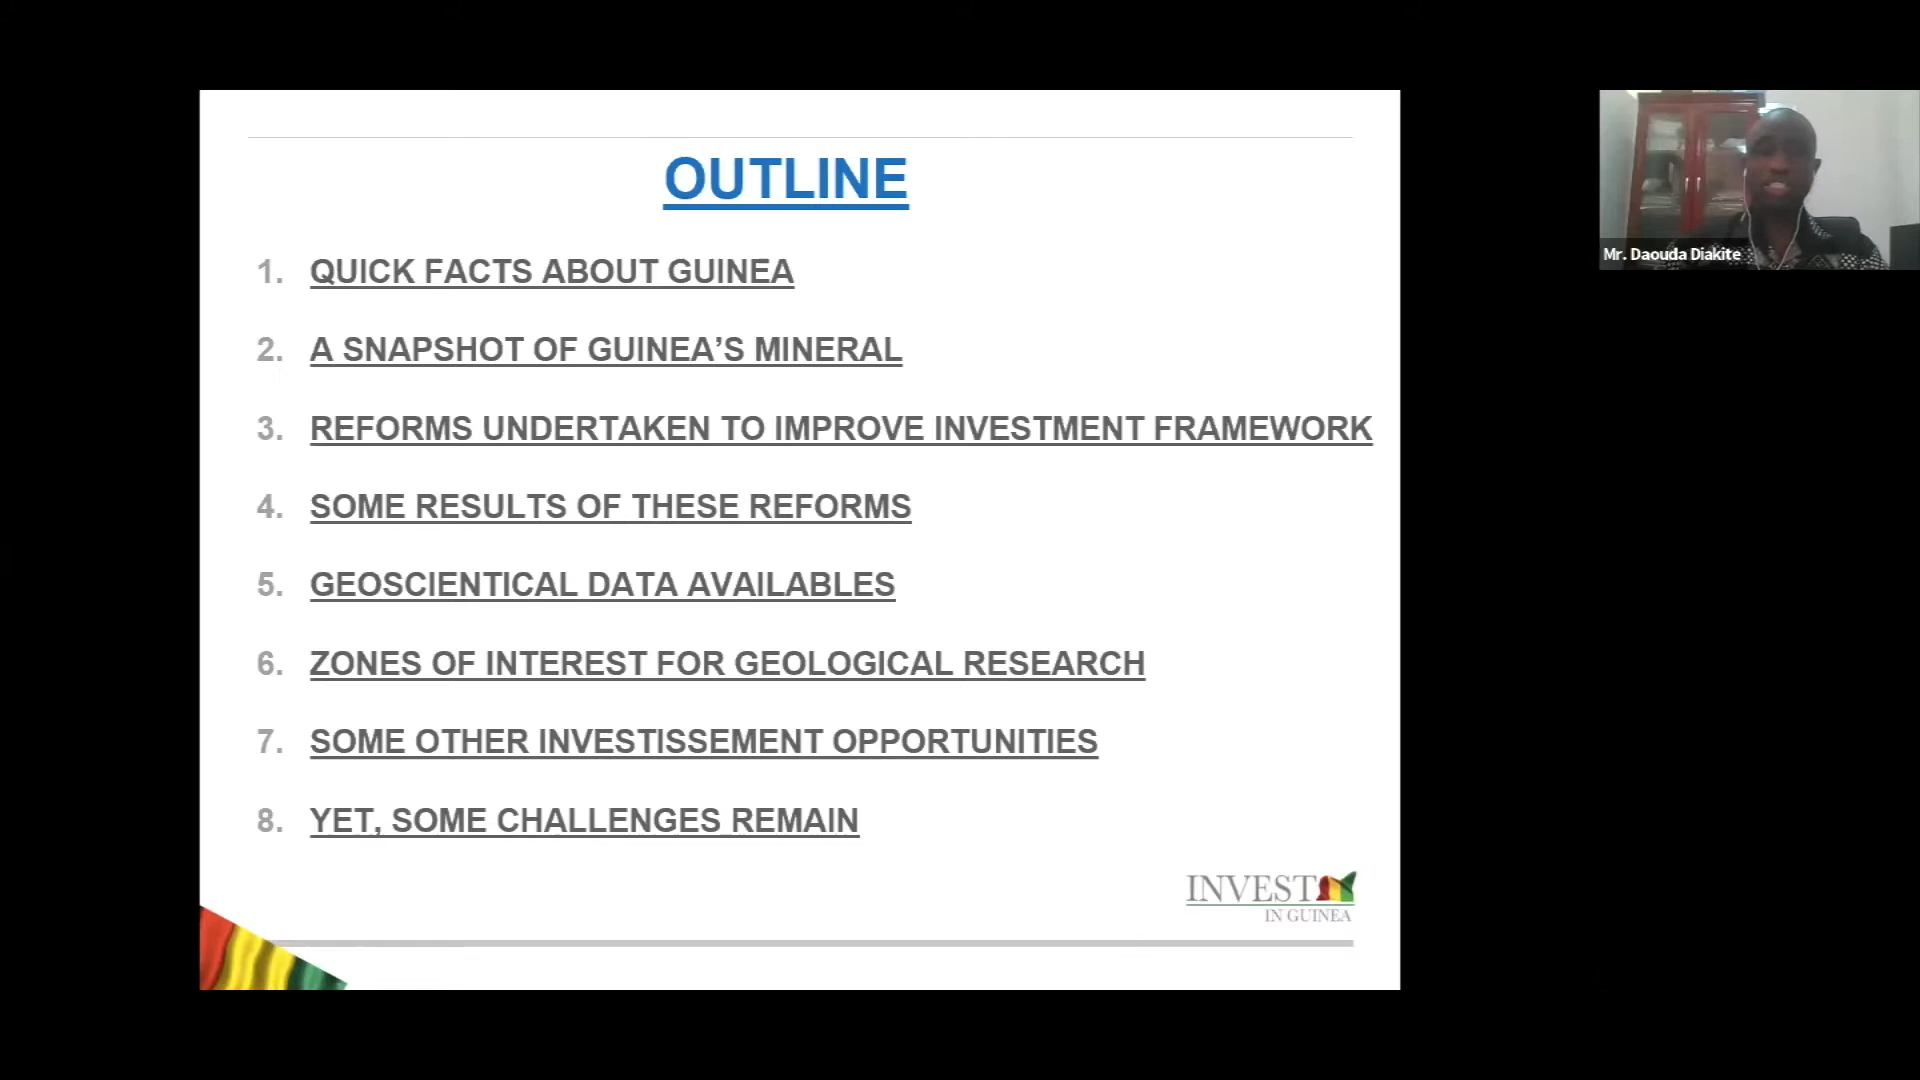 OUTLINE
1. QUICK FACTS ABOUT GUINEA
2. A SNAPSHOT OF GUINEA’S MINERAL
3. REFORMS UNDERTAKEN TO IMPROVE INVESTMENT FRAMEWORK
4. SOME RESULTS OF THESE REFORMS
5. GEOSCIENTICAL DATA AVAILABLES
6. ZONES OF INTEREST FOR GEOLOGICAL RESEARCH
7. SOME OTHER INVESTISSEMENT OPPORTUNITIES
8. YET, SOME CHALLENGES REMAIN
INVEST
IN GUINEA
Mr. Daouda Diakite